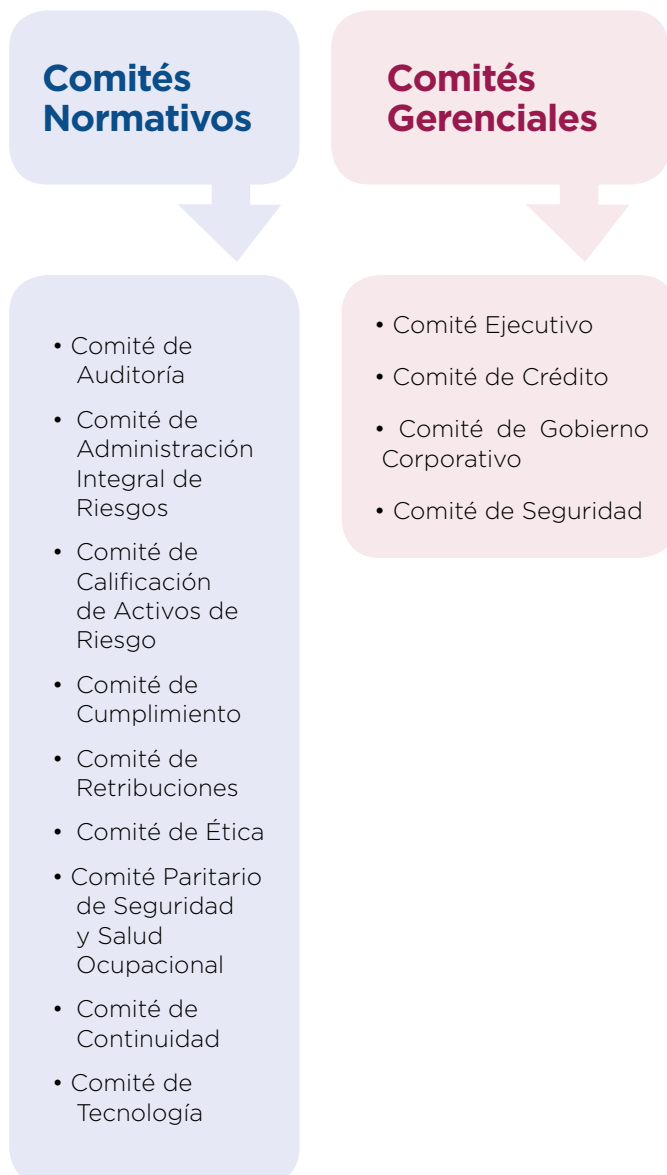 Comités
Normativos
• Comité de
Auditoría
• Comité de
Administración
Integral de
Riesgos
• Comité de
Calificación
de Activos de
Riesgo
• Comité de
Cumplimiento
• Comité de
Retribuciones
• Comité de Ética
• Comité Paritario
de Seguridad
y Salud
Ocupacional
• Comité de
Continuidad
• Comité de
Tecnología
Comités
Gerenciales
• Comité Ejecutivo
• Comité de Crédito
• Comité de Gobierno
Corporativo
• Comité de Seguridad